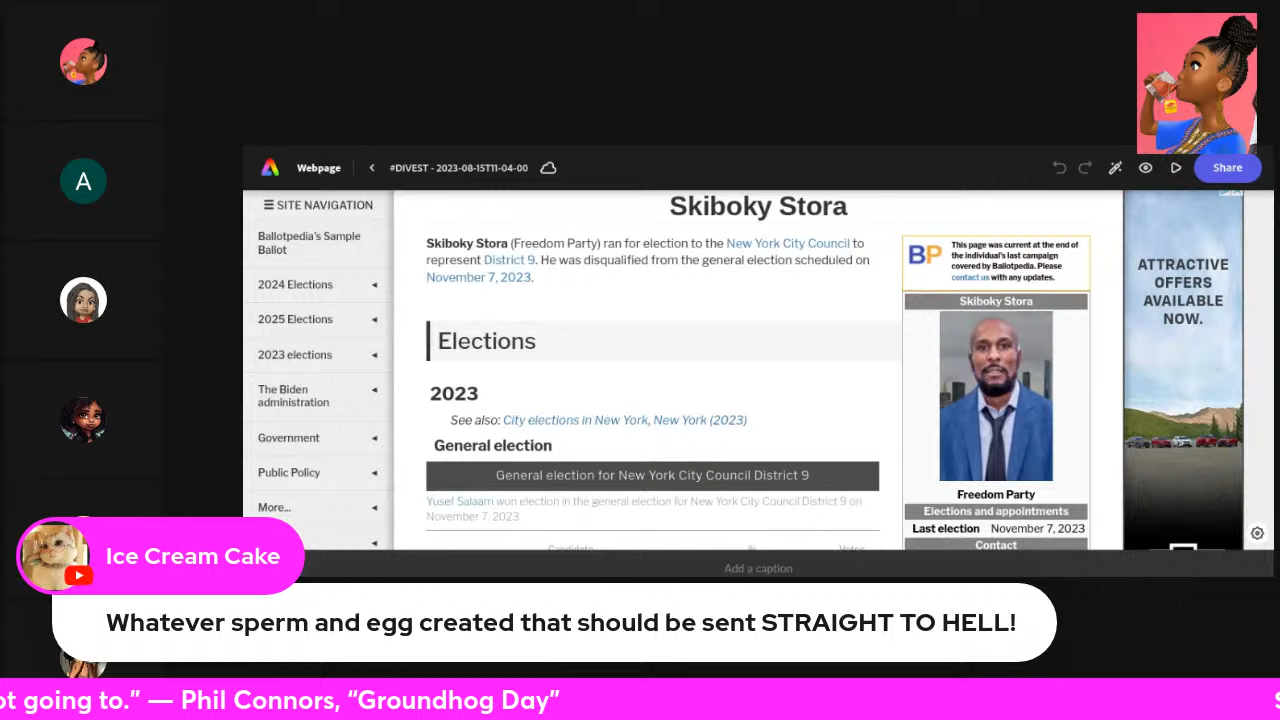 A
Webpage
#DIVEST - 2023-08-15T11-04-00
Share
SITE NAVIGATION
Ballotpedia's Sample
Ballot
2024 Elections
2025 Elections
2023 elections
The Biden
administration
Government
Public Policy
More...
Skiboky Stora
Skiboky Stora (Freedom Party) ran for election to the New York City Council to
represent District 9. He was disqualified from the general election scheduled on
November 7, 2023.
Elections
2023
See also: City elections in New York, New York (2023)
General election
General election for New York City Council District 9
Yusef Salaam won election in the general election for New York City Council District 9 on
November 7, 2023.
Candidate % Votes
BP
This page was current at the end of
the individual's last campaign
covered by Ballotpedia. Please
contact us with any updates.
Skiboky Stora
Freedom Party
Elections and appointments
Last election November 7, 2023
Contact
ATTRACTIVE
OFFERS
AVAILABLE
NOW.
Add a caption
Ice Cream Cake
Whatever sperm and egg created that should be sent STRAIGHT TO HELL!
ot going to.” — Phil Connors, “Groundhog Day”